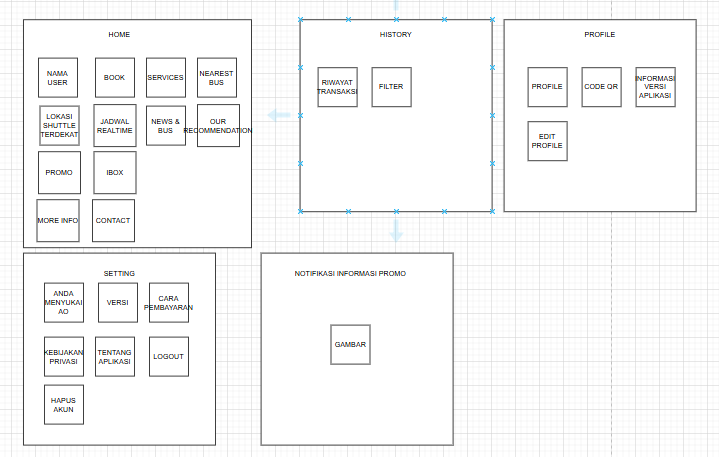 HOME
NAMA
USER
BOOK
SERVICES
NEAREST
BUS
LOKASI
SHUTTLE
TERDEKAT
JADWAL
REALTIME
NEWS &
BUS
OUR
RECOMMENDATION
PROMO
IBOX
MORE INFO
CONTACT
HISTORY
RIWAYAT
TRANSAKSI
FILTER
PROFILE
PROFILE
CODE QR
INFORMASI
VERSI
APLIKASI
EDIT
PROFILE
SETTING
ANDA
MENYUKAI
AO
VERSI
CARA
PEMBAYARAN
KEBIJAKAN
PRIVASI
TENTANG
APLIKASI
LOGOUT
HAPUS
AKUN
NOTIFIKASI INFORMASI PROMO
GAMBAR